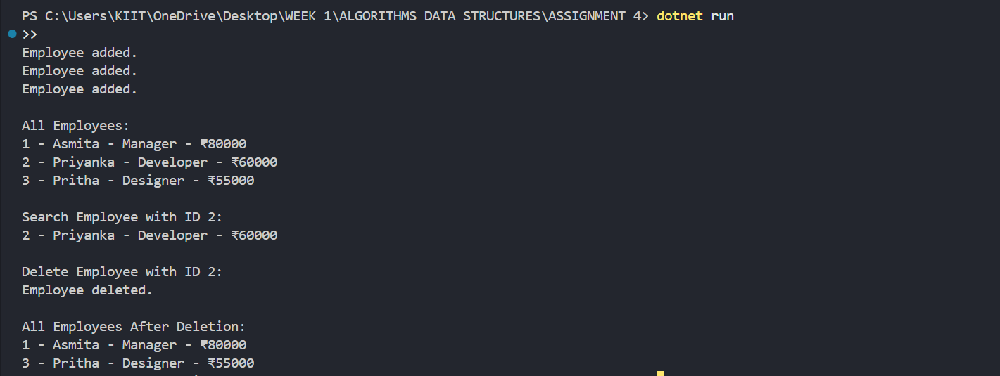 PS C:\Users\KIIT\OneDrive\Desktop\WEEK 1\ALGORITHMS DATA STRUCTURES\ASSIGNMENT 4> dotnet run
>>
Employee added.
Employee added.
Employee added.
All Employees:
1 - Asmita - Manager - ₹80000
2 - Priyanka - Developer - ₹60000
3 - Pritha - Designer - ₹55000
Search Employee with ID 2:
2 - Priyanka - Developer - ₹60000
Delete Employee with ID 2:
Employee deleted.
All Employees After Deletion:
1 - Asmita - Manager - ₹80000
3 - Pritha - Designer - ₹55000